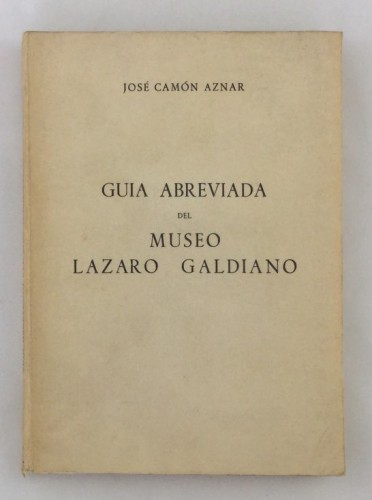 JOSÉ CAMÓN AZNAR
GUIA ABREVIADA
DEL
MUSEO
LAZARO GALDIANO